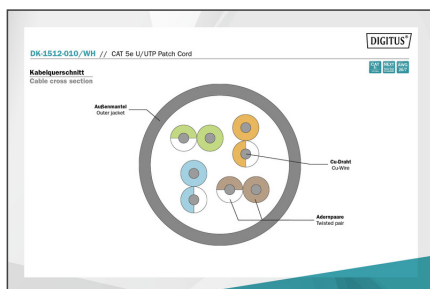 DIGITUS®
DK-1512-010/WH // CAT 5e U/UTP Patch Cord
Kabelquerschnitt
Cable cross section
Außenmantel
Outer jacket
Cu-Draht
Cu-Wire
Adernpaare
Twisted pair